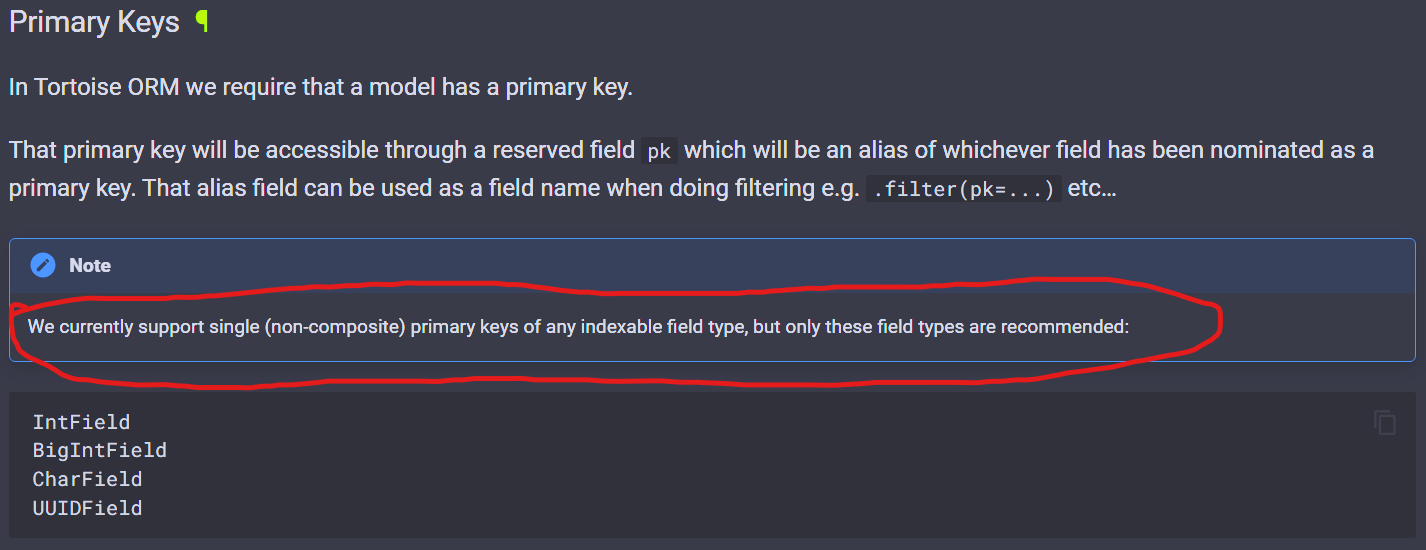 Primary Keys ¶
In Tortoise ORM we require that a model has a primary key.
That primary key will be accessible through a reserved field pk which will be an alias of whichever field has been nominated as a
primary key. That alias field can be used as a field name when doing filtering e.g. .filter(pk=...) etc…
Note
We currently support single (non-composite) primary keys of any indexable field type, but only these field types are recommended:
IntField
BigIntField
CharField
UUIDField